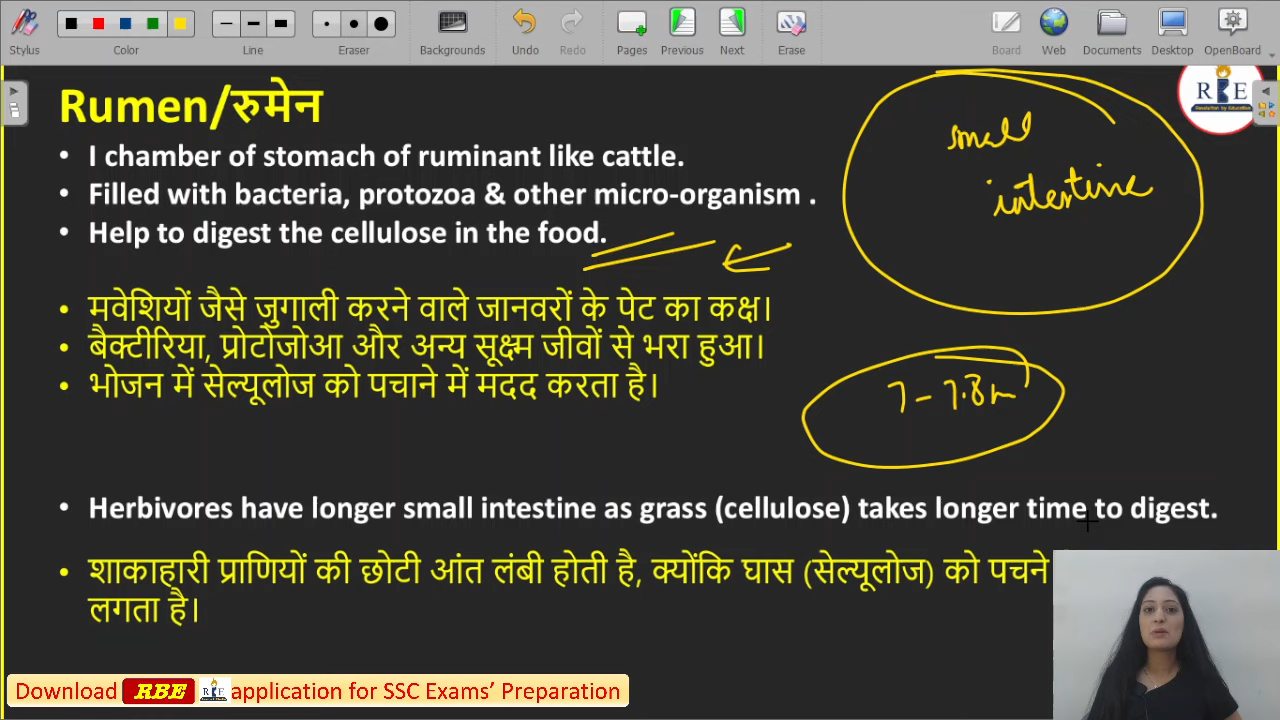 Stylus
Color
Line
Eraser
Backgrounds
Undo
Redo
Pages
Previous
Next
Erase
Board
Web
Documents
Desktop
OpenBoard
Rumen/रुमेन
R E
• I chamber of stomach of ruminant like cattle.
• Filled with bacteria, protozoa & other micro-organism .
• Help to digest the cellulose in the food.
small
intestine
• मवेशियों जैसे जुगाली करने वाले जानवरों के पेट का कक्ष।
• बैक्टीरिया, प्रोटोजोआ और अन्य सूक्ष्म जीवों से भरा हुआ।
• भोजन में सेल्यूलोज को पचाने में मदद करता है।
7 - 7.8m
• Herbivores have longer small intestine as grass (cellulose) takes longer time to digest.
• शाकाहारी प्राणियों की छोटी आंत लंबी होती है, क्योंकि घास (सेल्यूलोज) को पचने
लगता है।
Download RBE application for SSC Exams’ Preparation